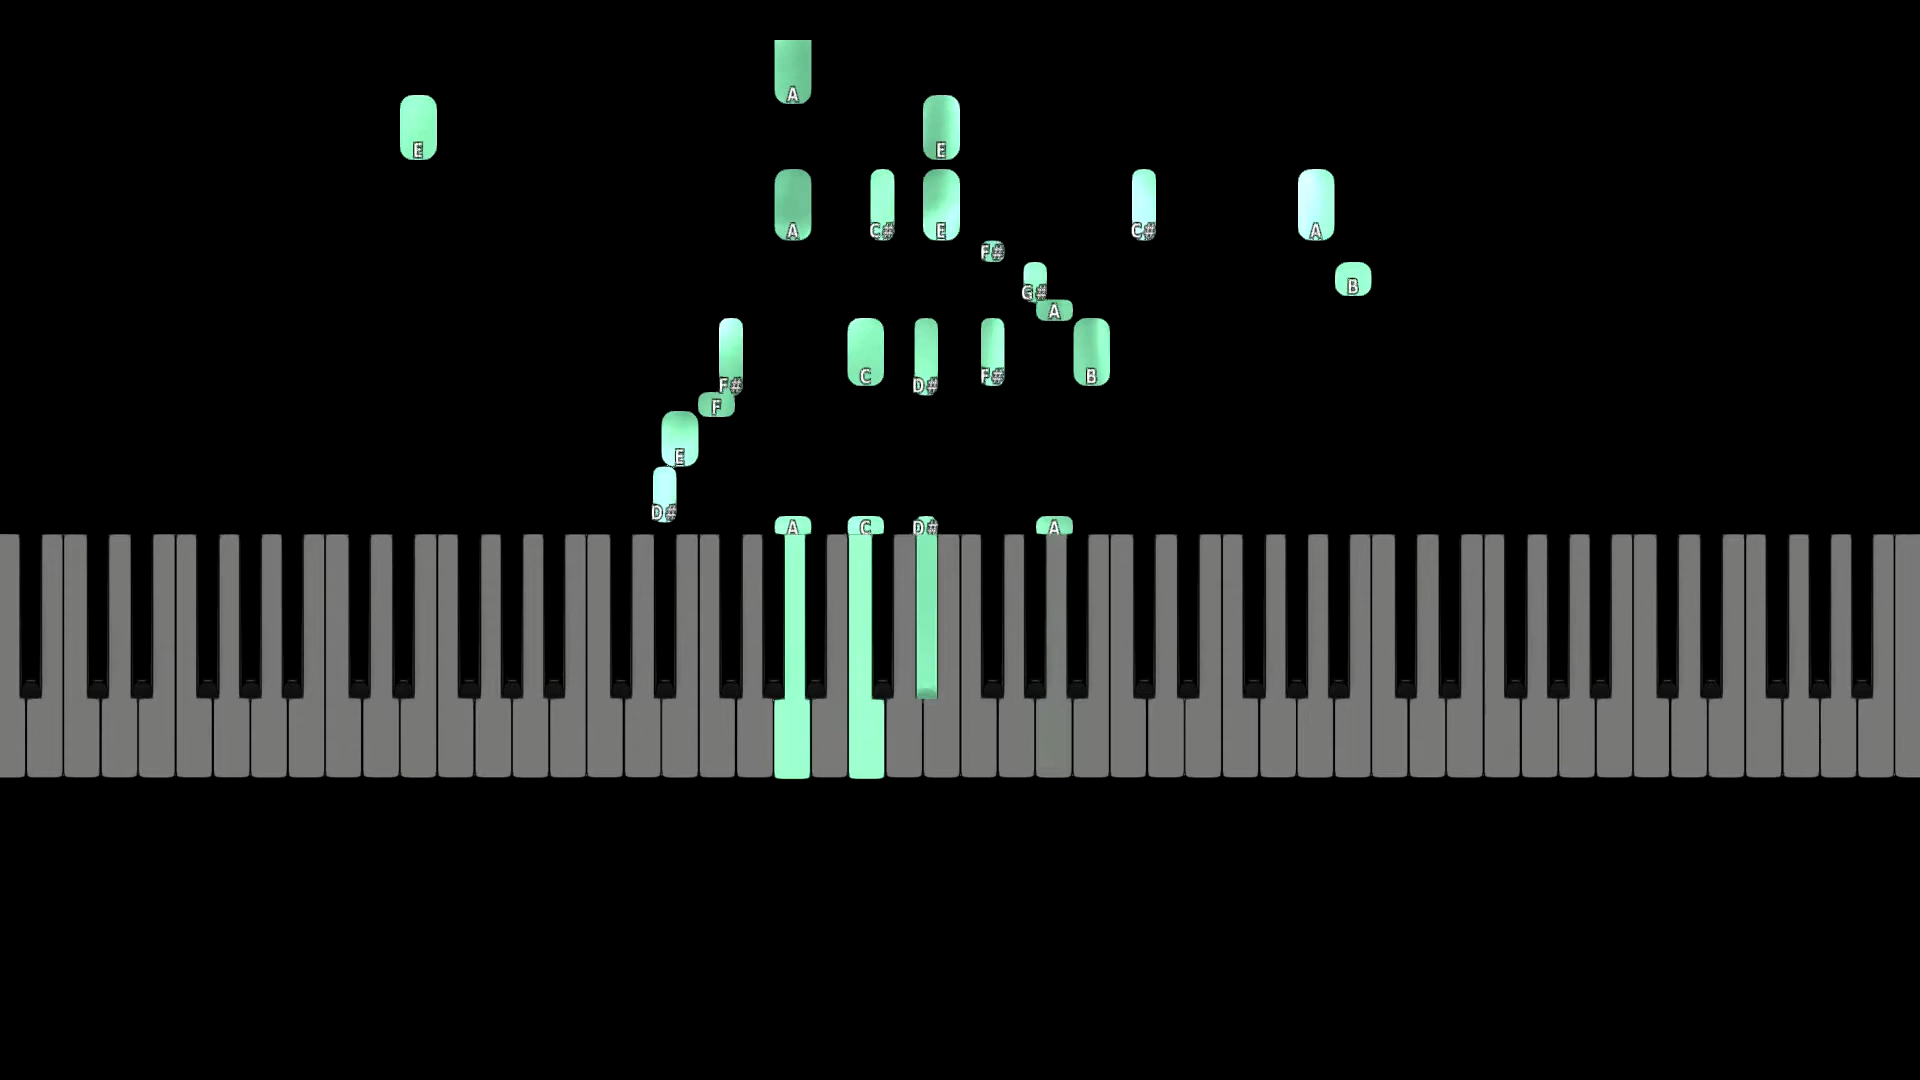 A
E E
A C# E C# A
F#
G# B
A
F# C D# F# B
F
E
D#
A C D# A